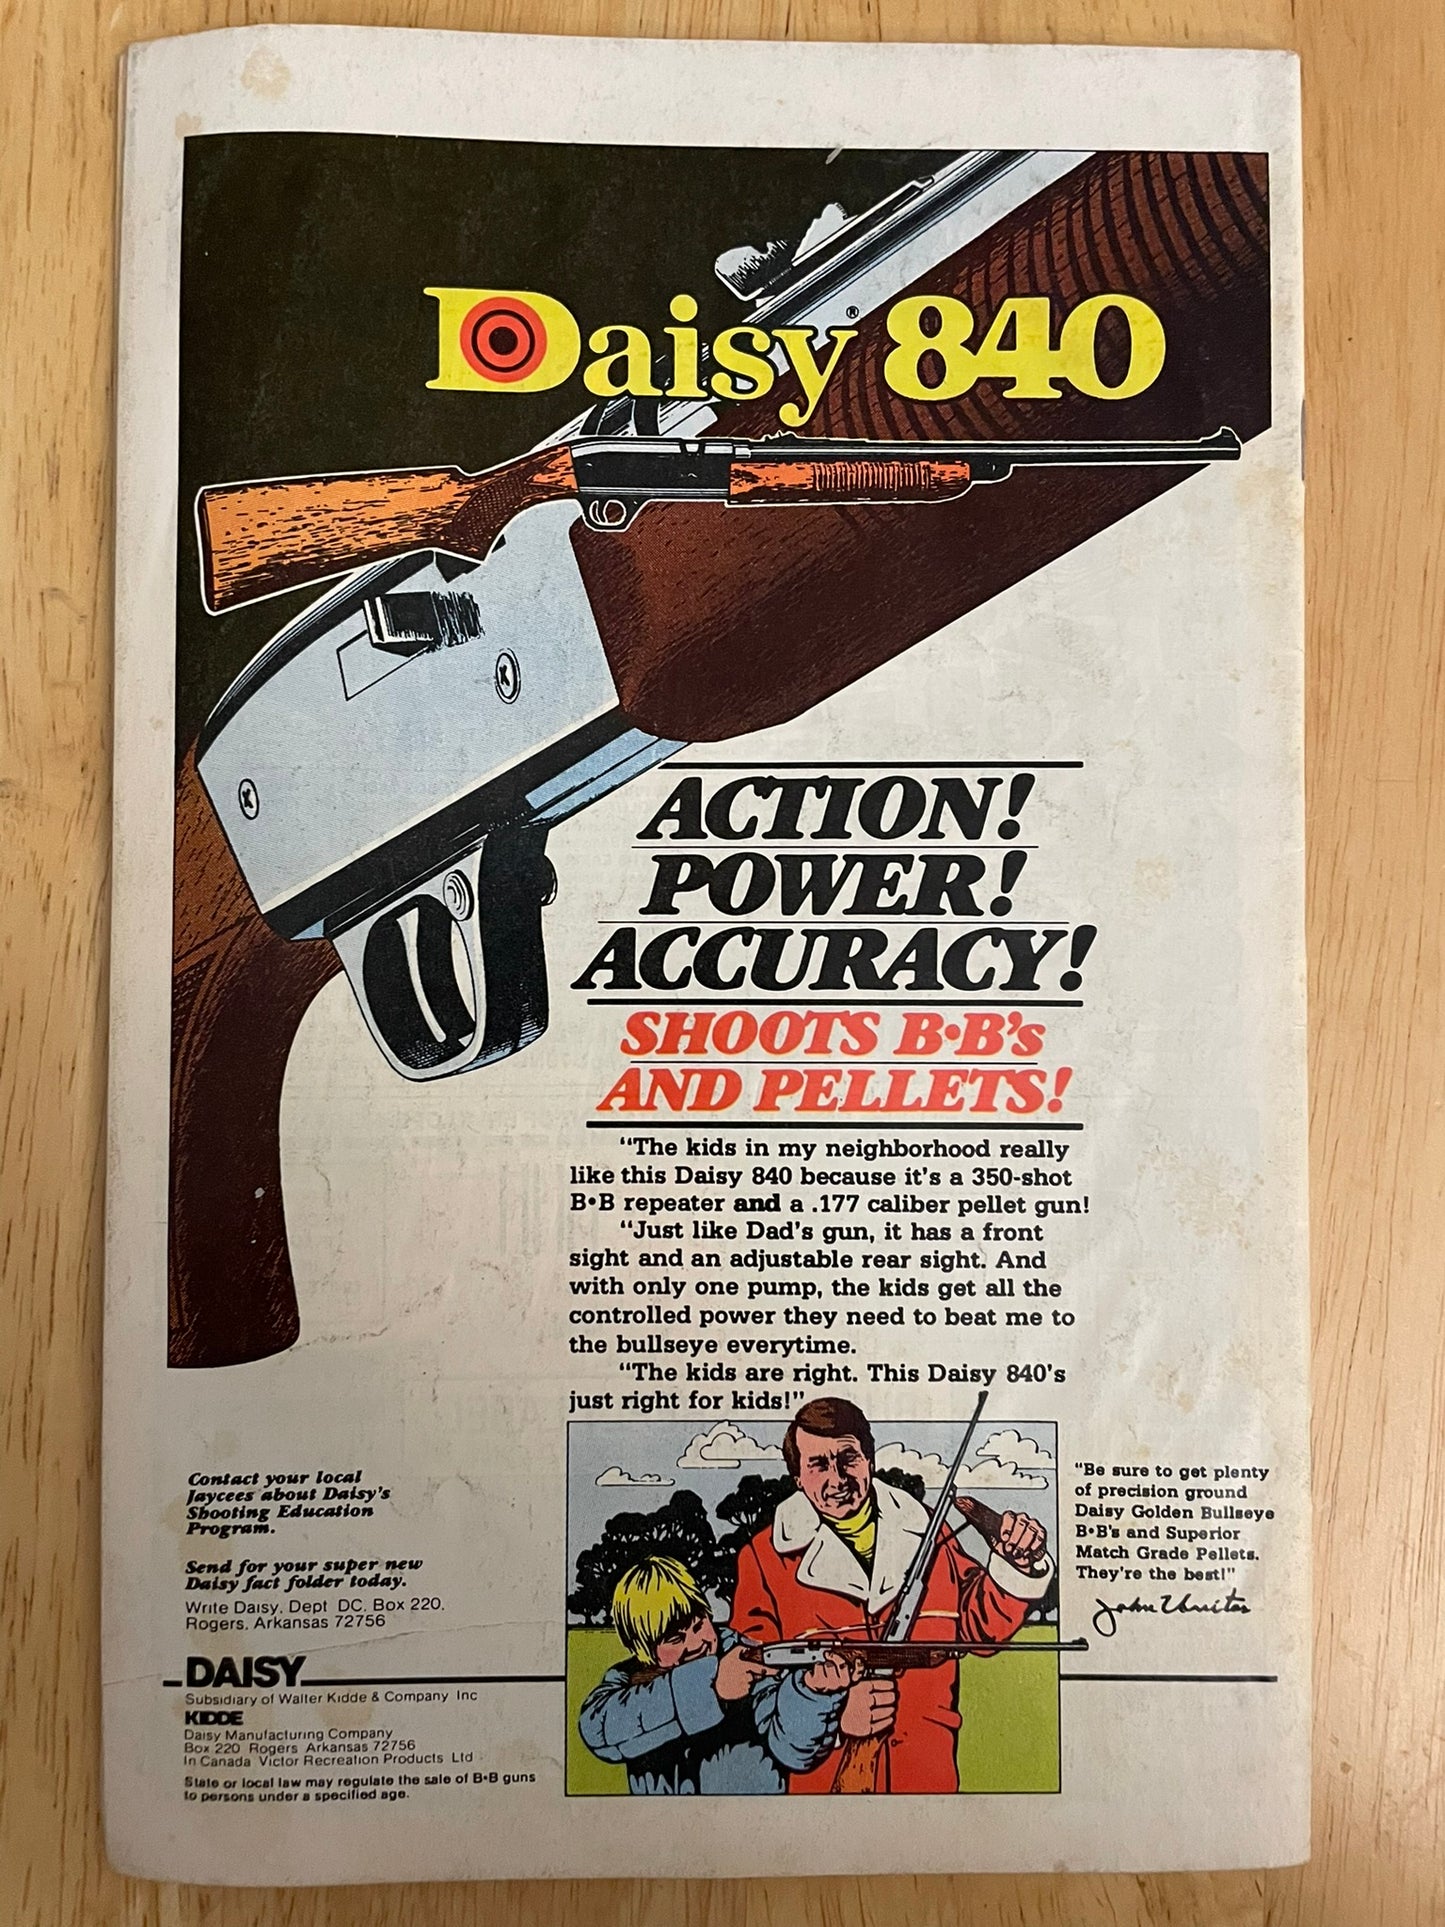 Daisy® 840
ACTION!
POWER!
ACCURACY!
SHOOTS B•B's
AND PELLETS!
"The kids in my neighborhood really
like this Daisy 840 because it's a 350-shot
B•B repeater and a .177 caliber pellet gun!
"Just like Dad's gun, it has a front
sight and an adjustable rear sight. And
with only one pump, the kids get all the
controlled power they need to beat me to
the bullseye everytime.
"The kids are right. This Daisy 840's
just right for kids!"
"Be sure to get plenty
of precision ground
Daisy Golden Bullseye
B•B's and Superior
Match Grade Pellets.
They're the best!"
Contact your local
Jaycees about Daisy's
Shooting Education
Program.
Send for your super new
Daisy fact folder today.
Write Daisy, Dept DC, Box 220,
Rogers, Arkansas 72756
DAISY
Subsidiary of Walter Kidde & Company Inc
KIDDE
Daisy Manufacturing Company
Box 220 Rogers Arkansas 72756
In Canada Victor Recreation Products Ltd
State or local law may regulate the sale of B•B guns
to persons under a specified age.